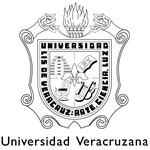 UNIVERSIDAD
LIS DE VERACRUZ: ARTE, CIENCIA, LUZ
Universidad Veracruzana